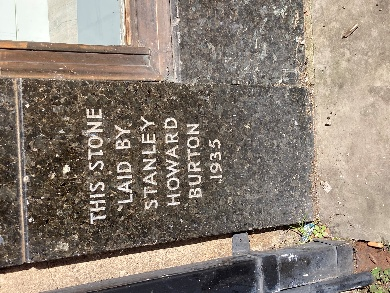 THIS STONE
LAID BY
STANLEY
HOWARD
BURTON
1935